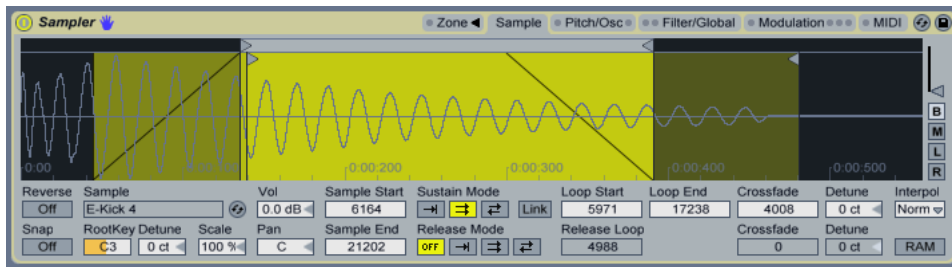 Sampler Zone Sample Pitch/Osc Filter/Global Modulation MIDI
B
M
L
R
0:00 0:00:100 0:00:200 0:00:300 0:00:400 0:00:500
Reverse Sample Vol Sample Start Sustain Mode Loop Start Loop End Crossfade Detune Interpol
Off E-Kick 4 0.0 dB 6164 Link 5971 17238 4008 0 ct Norm
Snap RootKey Detune Scale Pan Sample End Release Mode Release Loop Crossfade Detune
Off C3 0 ct 100 % C 21202 OFF 4988 0 0 ct RAM